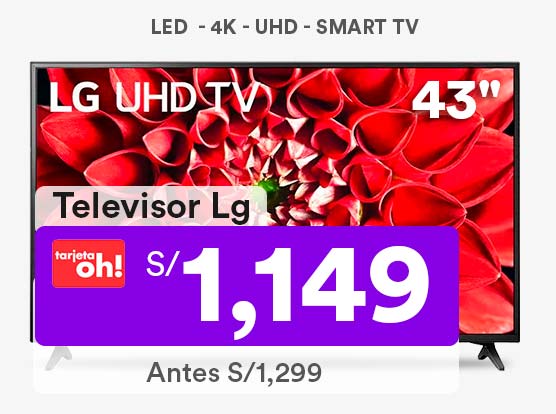 LED - 4K - UHD - SMART TV
LG UHD TV 43"
Televisor Lg
tarjeta
oh!
S/1,149
Antes S/1,299